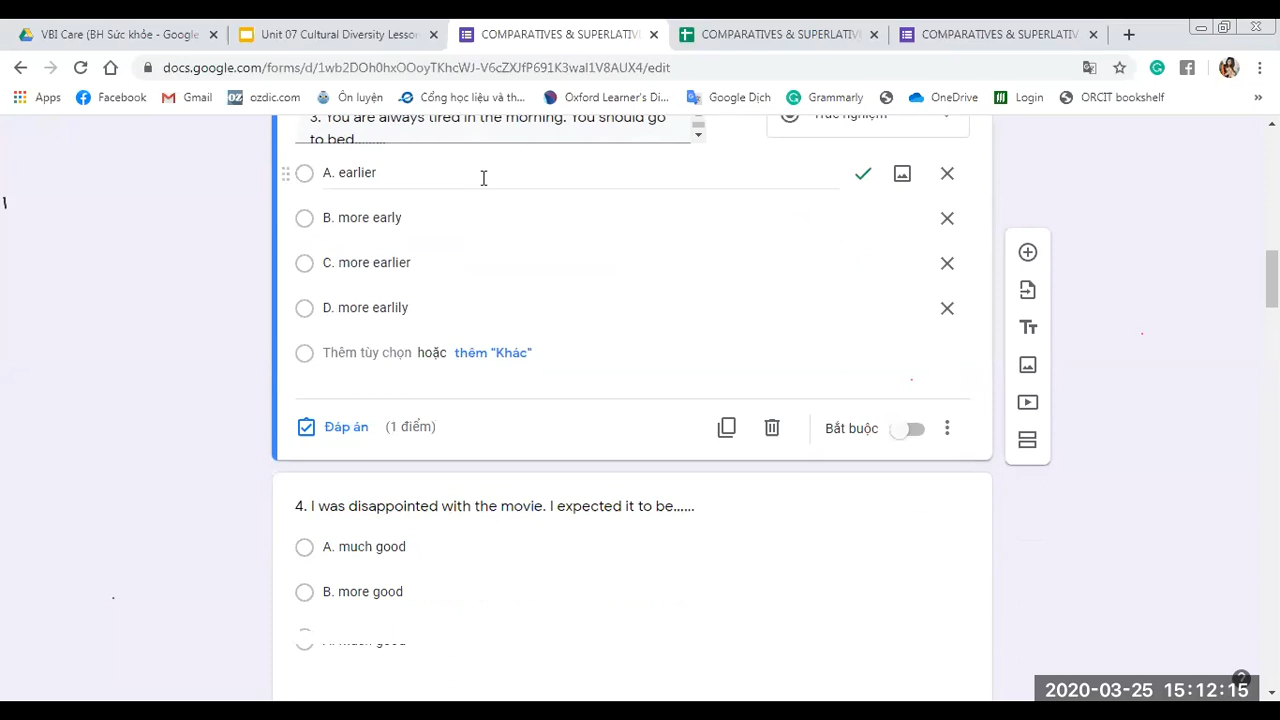 VBI Care (BH Sức khỏe - Google
Unit 07 Cultural Diversity Lesso
COMPARATIVES & SUPERLATIV
COMPARATIVES & SUPERLATIV
COMPARATIVES & SUPERLATIV
docs.google.com/forms/d/1wb2DOh0hxOOoyTKhcWJ-V6cZXJfP691K3wal1V8AUX4/edit
Apps
Facebook
Gmail
ozdic.com
Ôn luyện
Cổng học liệu và th...
Oxford Learner's Di...
Google Dịch
Grammarly
OneDrive
Login
ORCIT bookshelf
»
3. You are always tired in the morning. You should go
to bed.........
Trắc nghiệm
A. earlier
B. more early
C. more earlier
D. more earlily
Thêm tùy chọn hoặc thêm "Khác"
Đáp án (1 điểm)
Bắt buộc
4. I was disappointed with the movie. I expected it to be......
A. much good
B. more good
A. much good
2020-03-25 15:12:15